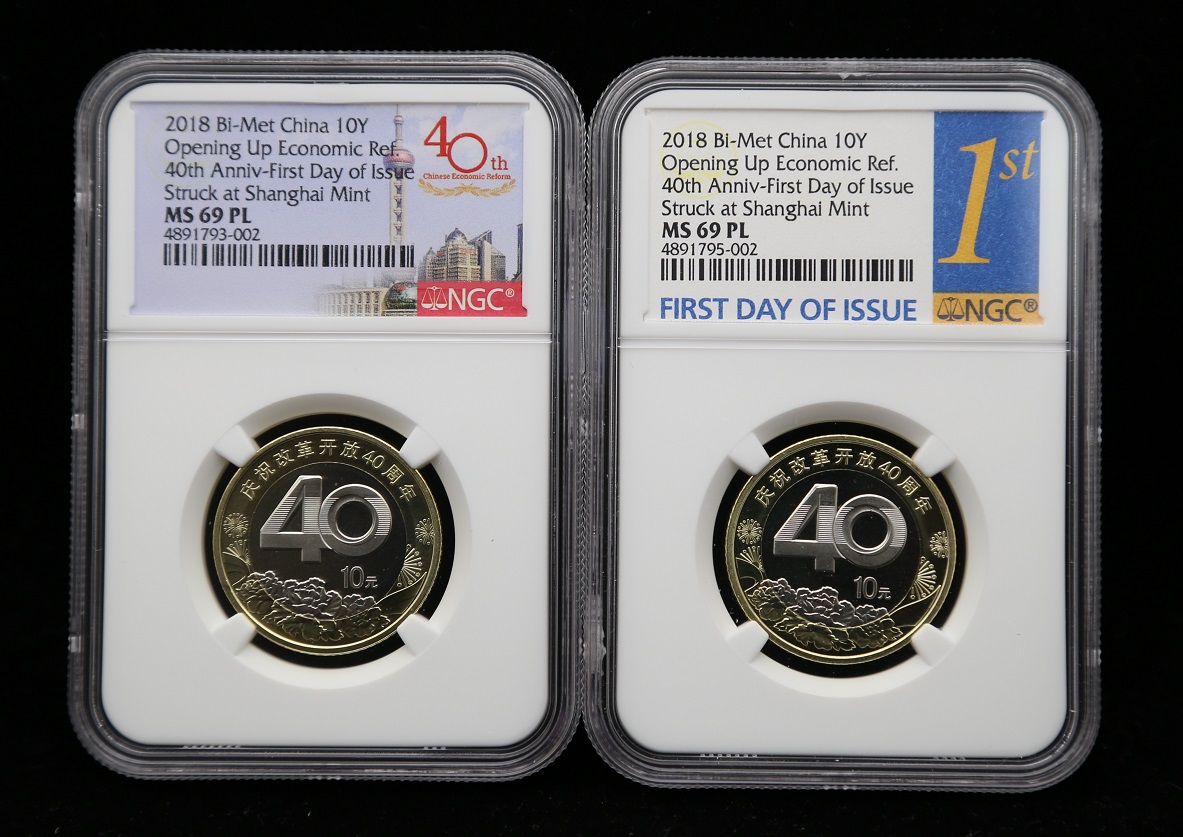 2018 Bi-Met China 10Y
Opening Up Economic Ref.
40th Anniv-First Day of Issue
Struck at Shanghai Mint
MS 69 PL
4891793-002
40th
Chinese Economic Reform
NGC®
庆祝改革开放40周年
40
10元
2018 Bi-Met China 10Y
Opening Up Economic Ref.
40th Anniv-First Day of Issue
Struck at Shanghai Mint
MS 69 PL
4891795-002
FIRST DAY OF ISSUE
1st
NGC®
庆祝改革开放40周年
40
10元